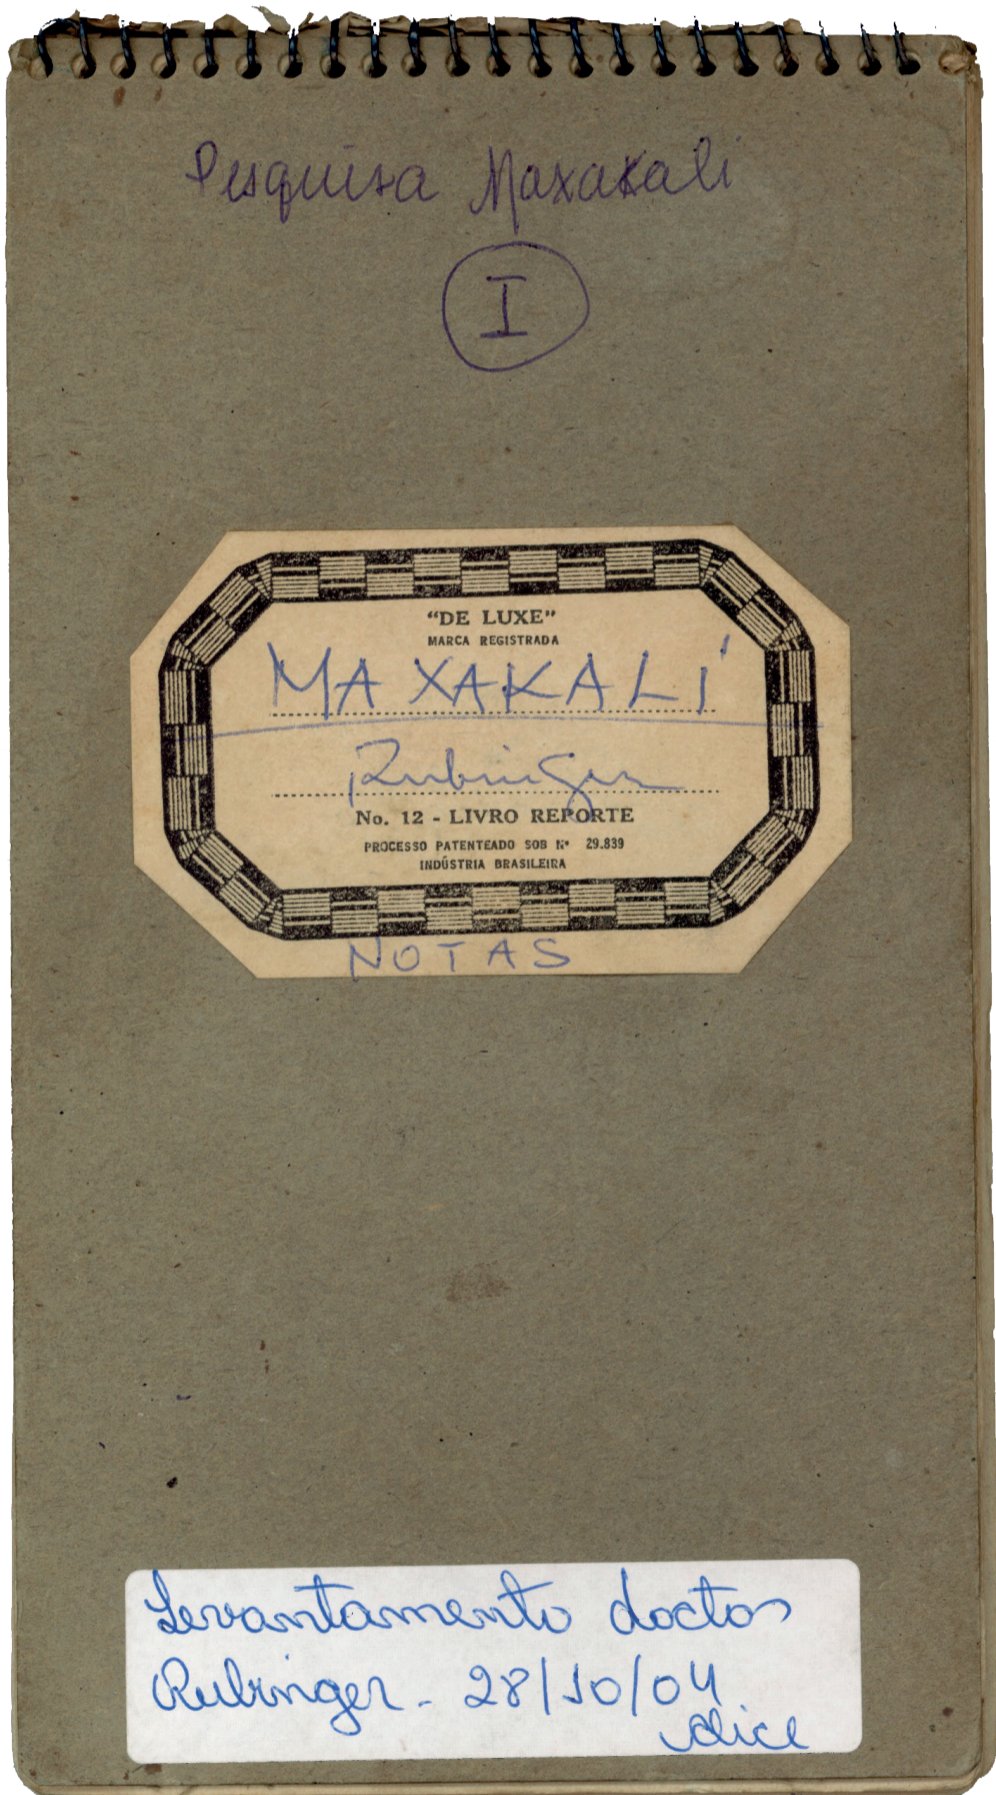 Pesquisa Maxakali
I
"DE LUXE"
MARCA REGISTRADA
MAXAKALÍ
Rubinger
No. 12 - LIVRO REPORTE
PROCESSO PATENTEADO SOB Nº 29.839
INDÚSTRIA BRASILEIRA
NOTAS
Levantamento doctos
Rubinger - 28/10/04
Alice